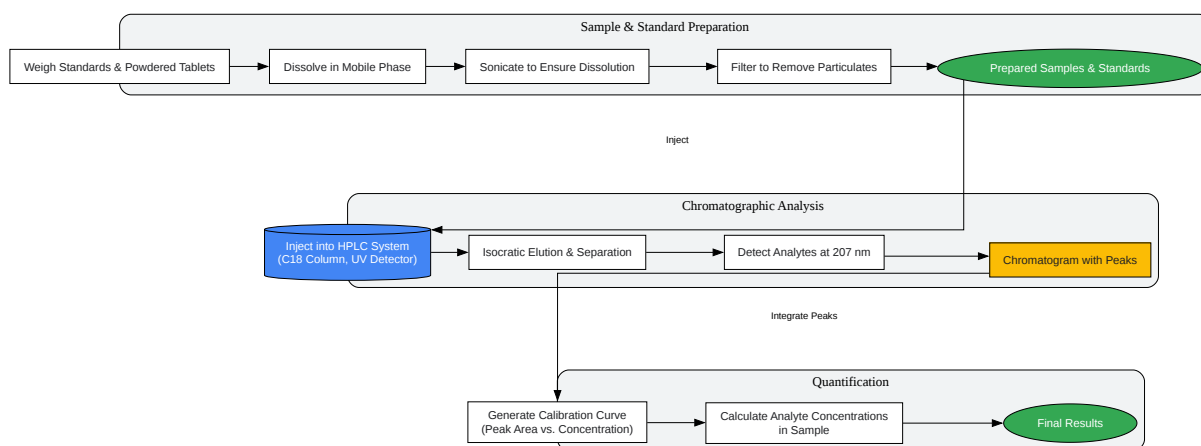 Sample & Standard Preparation
Weigh Standards & Powdered Tablets
Dissolve in Mobile Phase
Sonicate to Ensure Dissolution
Filter to Remove Particulates
Prepared Samples & Standards
Inject
Chromatographic Analysis
Inject into HPLC System
(C18 Column, UV Detector)
Isocratic Elution & Separation
Detect Analytes at 207 nm
Chromatogram with Peaks
Integrate Peaks
Quantification
Generate Calibration Curve
(Peak Area vs. Concentration)
Calculate Analyte Concentrations
in Sample
Final Results